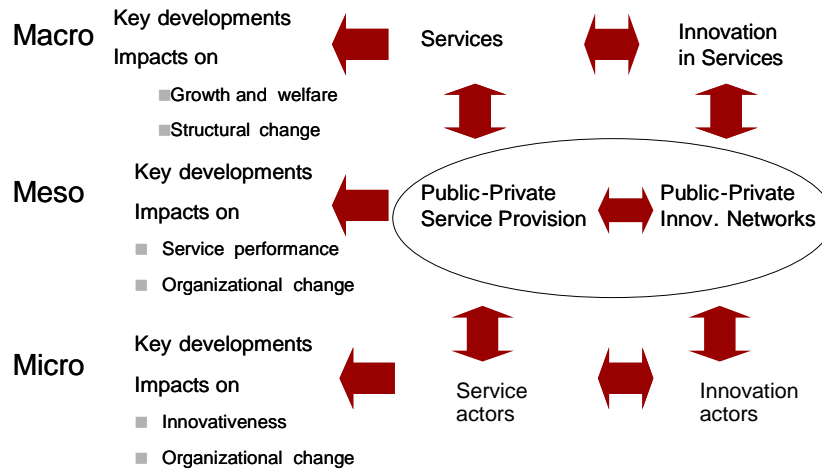 Macro
Key developments
Impacts on
Growth and welfare
Structural change
Services
Innovation
in Services
Meso
Key developments
Impacts on
Service performance
Organizational change
Public-Private
Service Provision
Public-Private
Innov. Networks
Micro
Key developments
Impacts on
Innovativeness
Organizational change
Service
actors
Innovation
actors